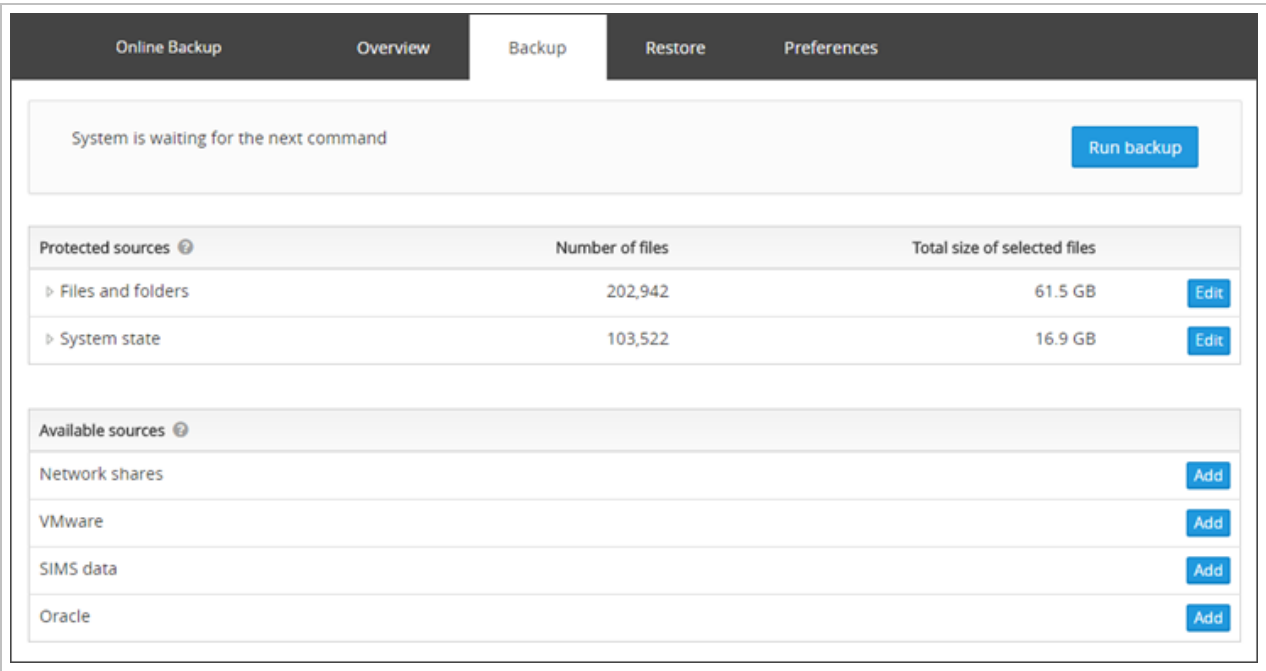 Online Backup Overview Backup Restore Preferences
System is waiting for the next command Run backup
Protected sources Number of files Total size of selected files
Files and folders 202,942 61.5 GB Edit
System state 103,522 16.9 GB Edit
Available sources
Network shares Add
VMware Add
SIMS data Add
Oracle Add